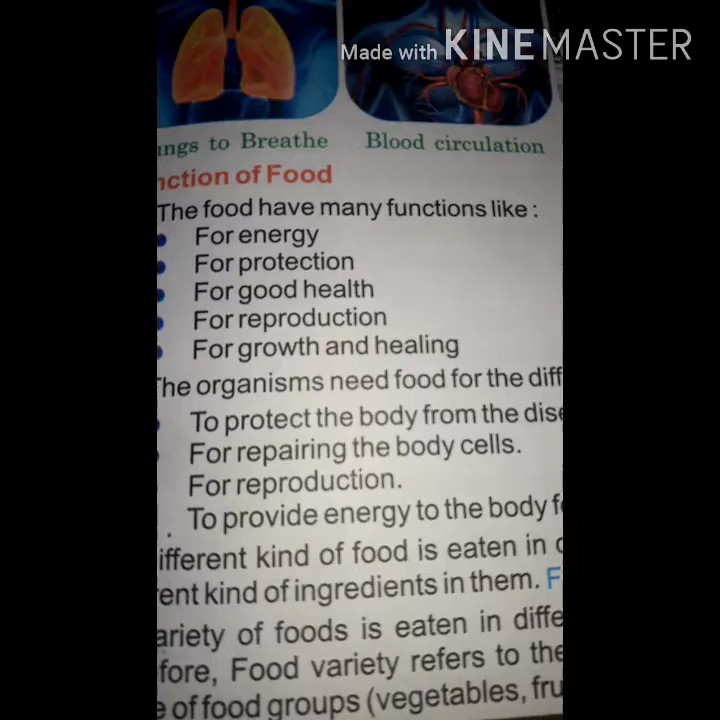 Made with KINEMASTER
ings to Breathe Blood circulation
nction of Food
The food have many functions like :
For energy
For protection
For good health
For reproduction
For growth and healing
The organisms need food for the diff
To protect the body from the dise
For repairing the body cells.
For reproduction.
To provide energy to the body fo
ifferent kind of food is eaten in d
rent kind of ingredients in them. F
ariety of foods is eaten in diffe
fore, Food variety refers to the
e of food groups (vegetables, fru